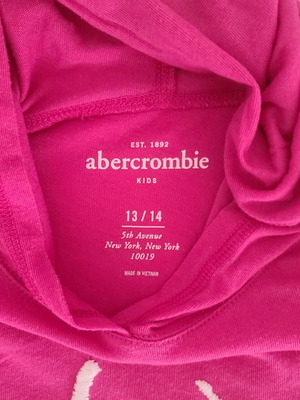 EST. 1892
abercrombie
KIDS
13 / 14
5th Avenue
New York, New York
10019
MADE IN VIETNAM